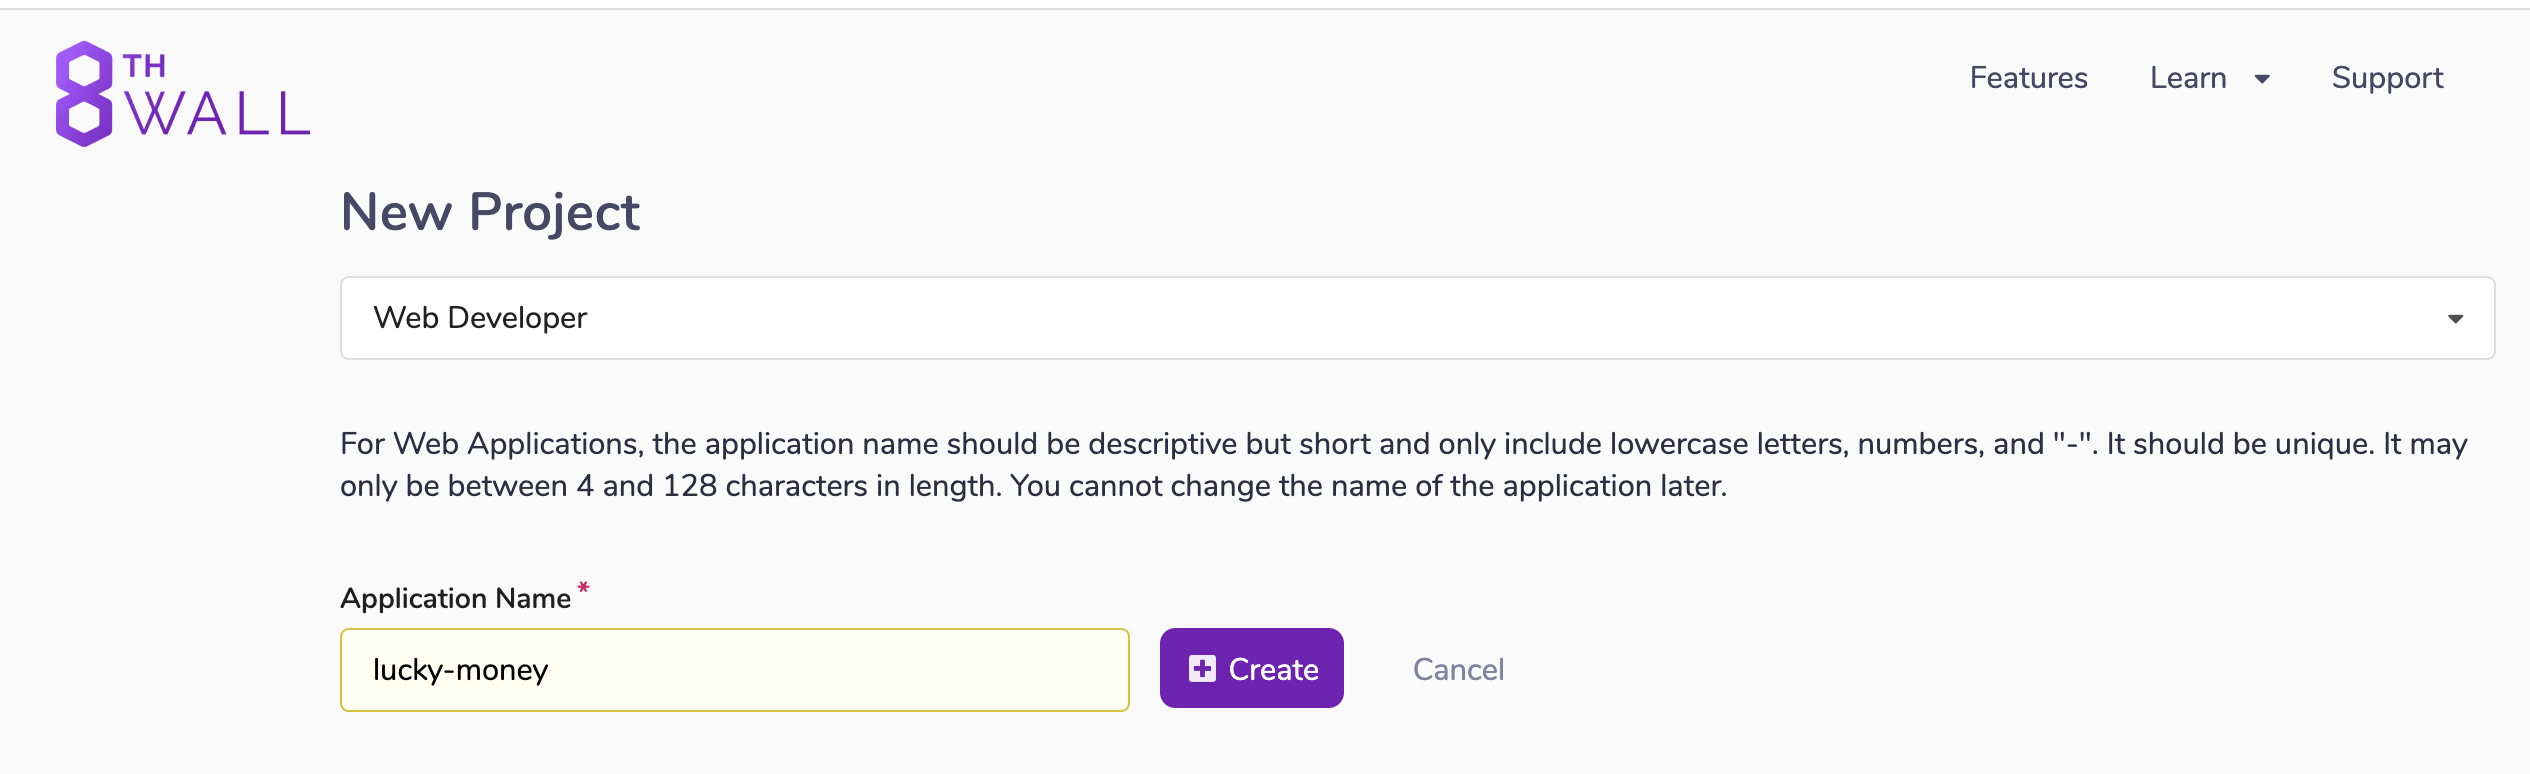 8TH WALL
Features Learn Support
New Project
Web Developer
For Web Applications, the application name should be descriptive but short and only include lowercase letters, numbers, and "-". It should be unique. It may
only be between 4 and 128 characters in length. You cannot change the name of the application later.
Application Name *
lucky-money
Create Cancel